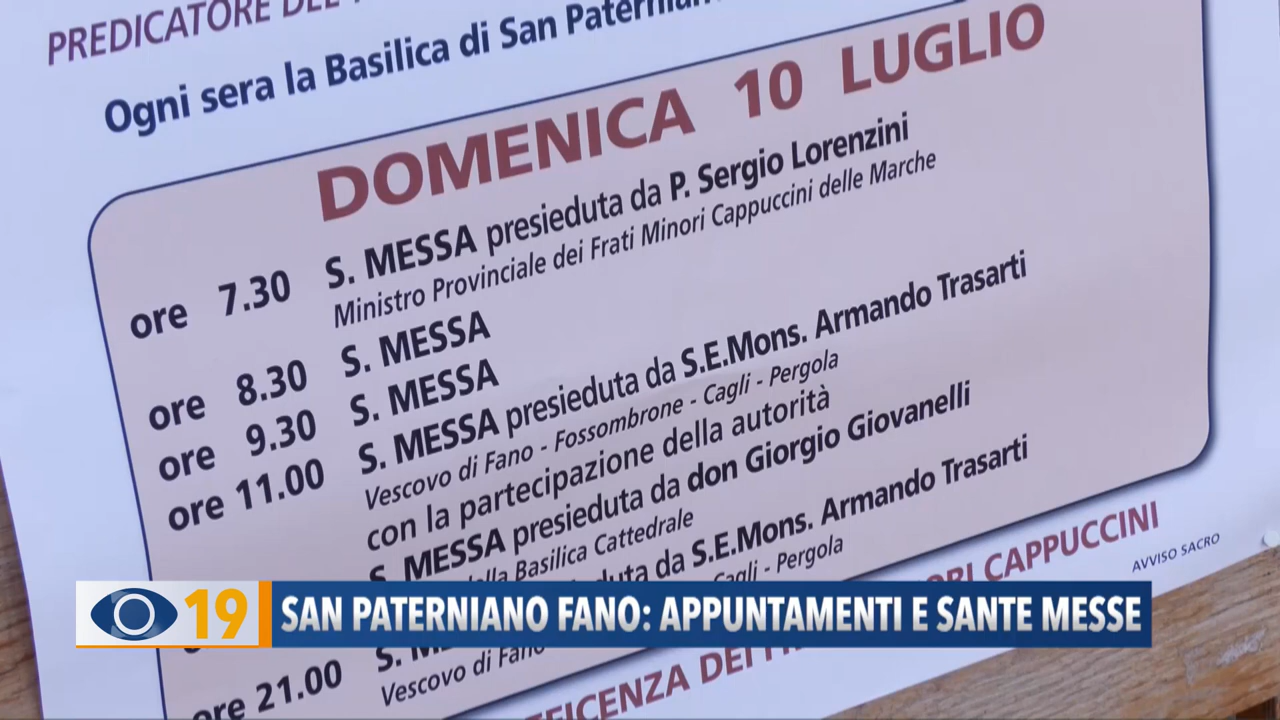 PREDICATORE DEL
Ogni sera la Basilica di San Paternian
DOMENICA 10 LUGLIO
ore 7.30 S. MESSA presieduta da P. Sergio Lorenzini
Ministro Provinciale dei Frati Minori Cappuccini delle Marche
ore 8.30 S. MESSA
ore 9.30 S. MESSA
ore 11.00 S. MESSA presieduta da S.E.Mons. Armando Trasarti
Vescovo di Fano - Fossombrone - Cagli - Pergola
con la partecipazione della autorità
S. MESSA presieduta da don Giorgio Giovanelli
della Basilica Cattedrale
duta da S.E.Mons. Armando Trasarti
Cagli - Pergola
ore 21.00 S.
Vescovo di Fano
CAPPUCCINI
AVVISO SACRO
19 SAN PATERNIANO FANO: APPUNTAMENTI E SANTE MESSE